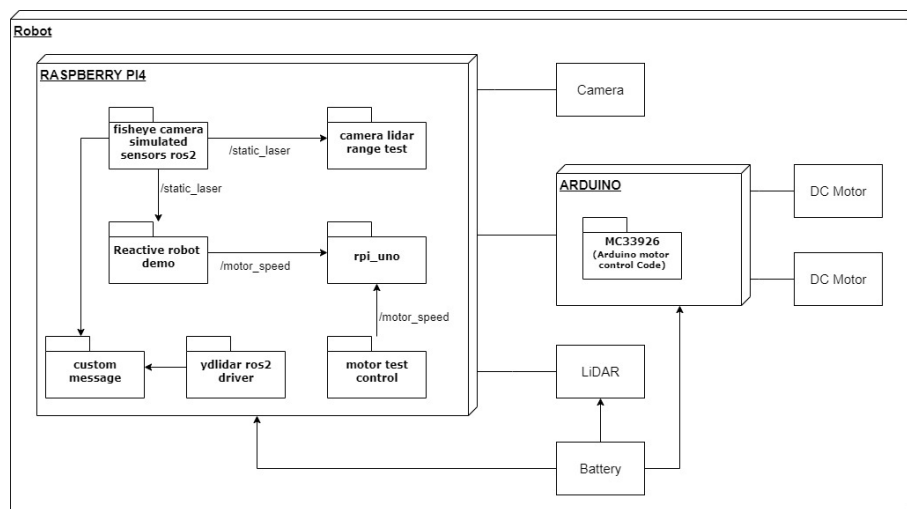 Robot
RASPBERRY PI4
Camera
fisheye camera
simulated
sensors ros2
/static_laser
camera lidar
range test
/static_laser
ARDUINO
DC Motor
MC33926
(Arduino motor
control Code)
Reactive robot
demo
/motor_speed
rpi_uno
DC Motor
/motor_speed
custom
message
ydlidar ros2
driver
motor test
control
LiDAR
Battery